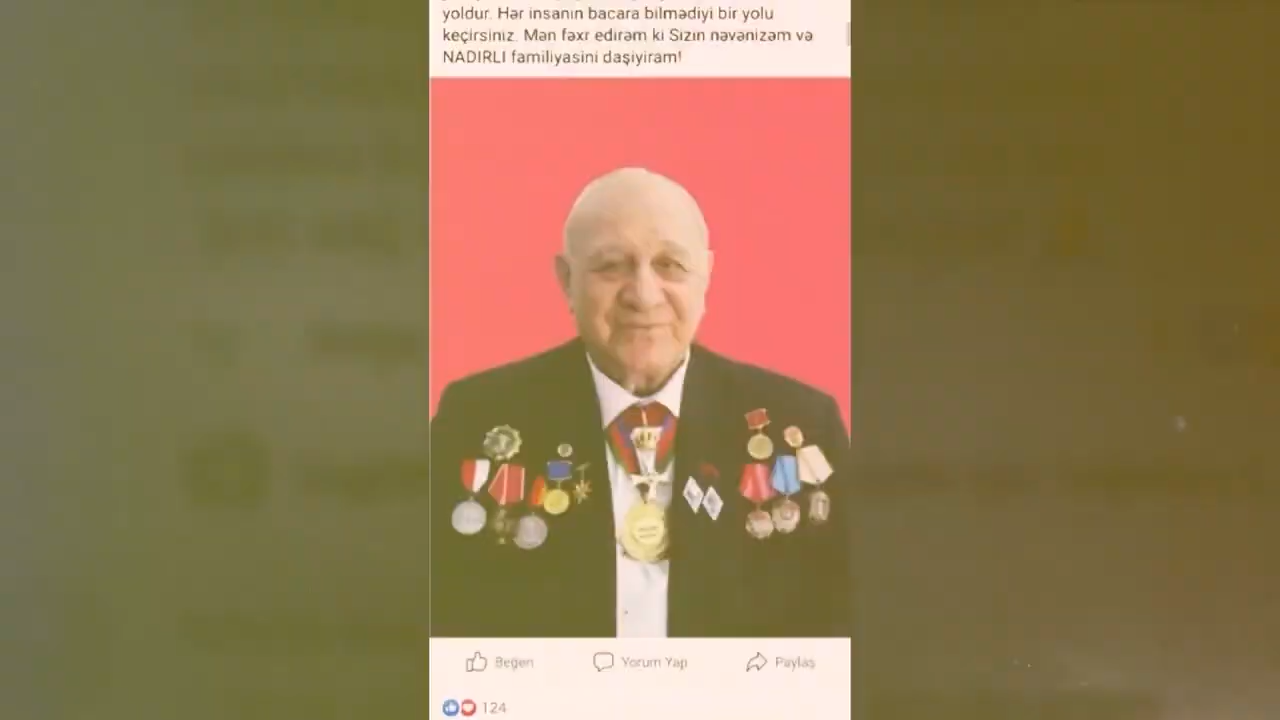 yoldur. Hər insanın bacara bilmədiyi bir yolu
keçirsiniz. Mən fəxr edirəm ki Sizin nəvənizəm və
NADIRLI familiyasini daşiyiram!
Beğen
Yorum Yap
Paylaş
124